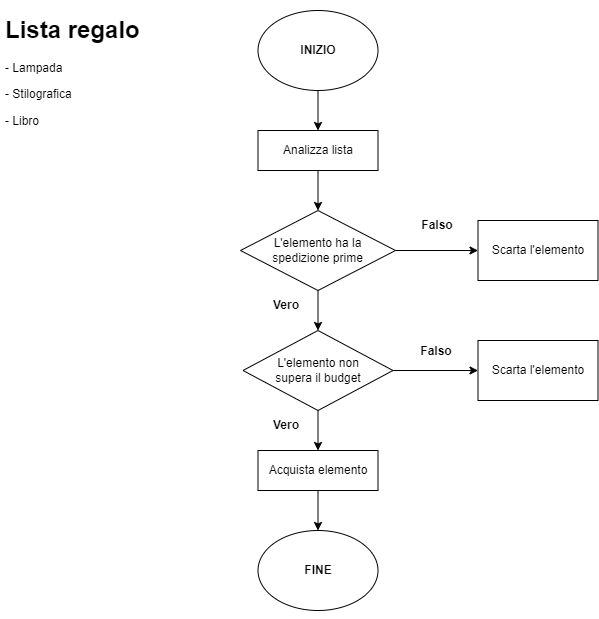 Lista regalo
- Lampada
- Stilografica
- Libro
INIZIO
Analizza lista
L'elemento ha la
spedizione prime
Falso
Scarta l'elemento
Vero
L'elemento non
supera il budget
Falso
Scarta l'elemento
Vero
Acquista elemento
FINE